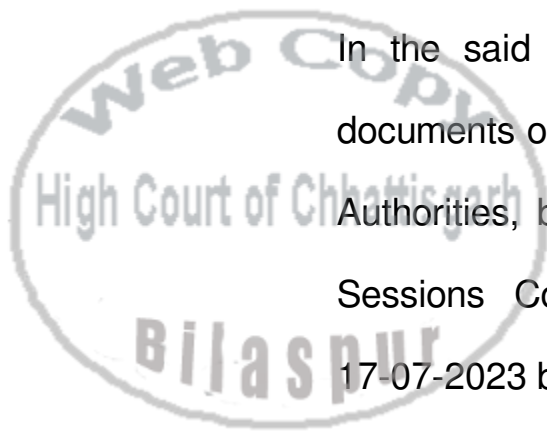 Web Copy
In the said
documents o
High Court of Chhattisgarh
Authorities, b
Sessions Co
Bilaspur
17-07-2023 b